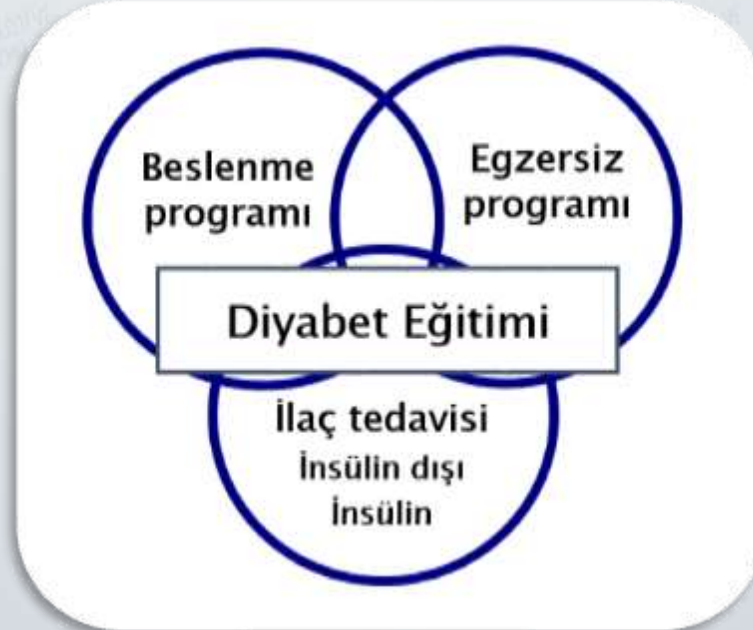 Beslenme
programı
Egzersiz
programı
Diyabet Eğitimi
İlaç tedavisi
İnsülin dışı
İnsülin